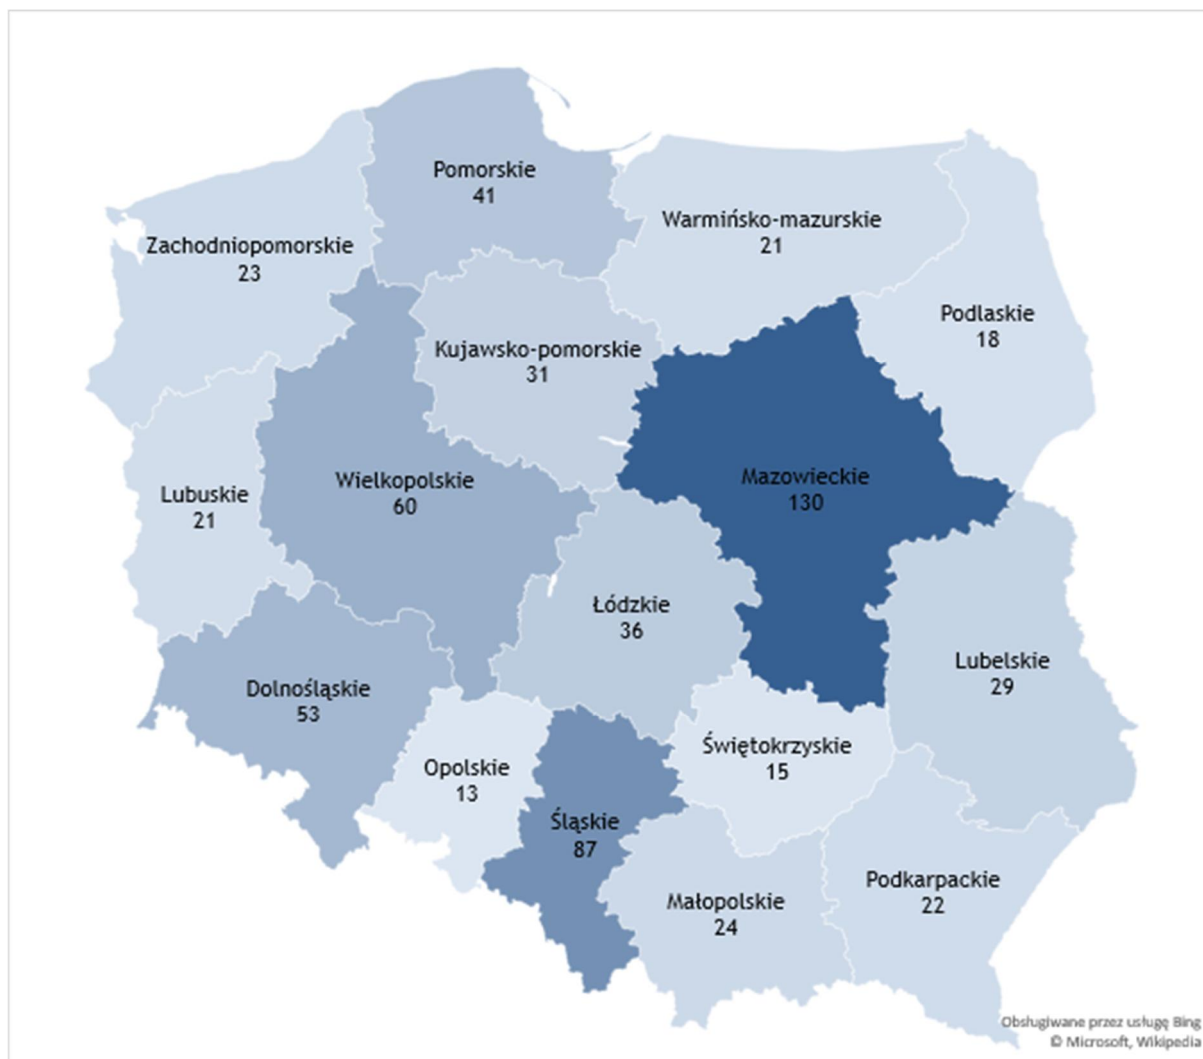 Pomorskie
41
Warmińsko-mazurskie
21
Zachodniopomorskie
23
Podlaskie
18
Kujawsko-pomorskie
31
Mazowieckie
130
Wielkopolskie
60
Lubuskie
21
Łódzkie
36
Lubelskie
29
Dolnośląskie
53
Świętokrzyskie
15
Opolskie
13
Śląskie
87
Podkarpackie
22
Małopolskie
24
Obsługiwane przez usługę Bing
© Microsoft, Wikipedia